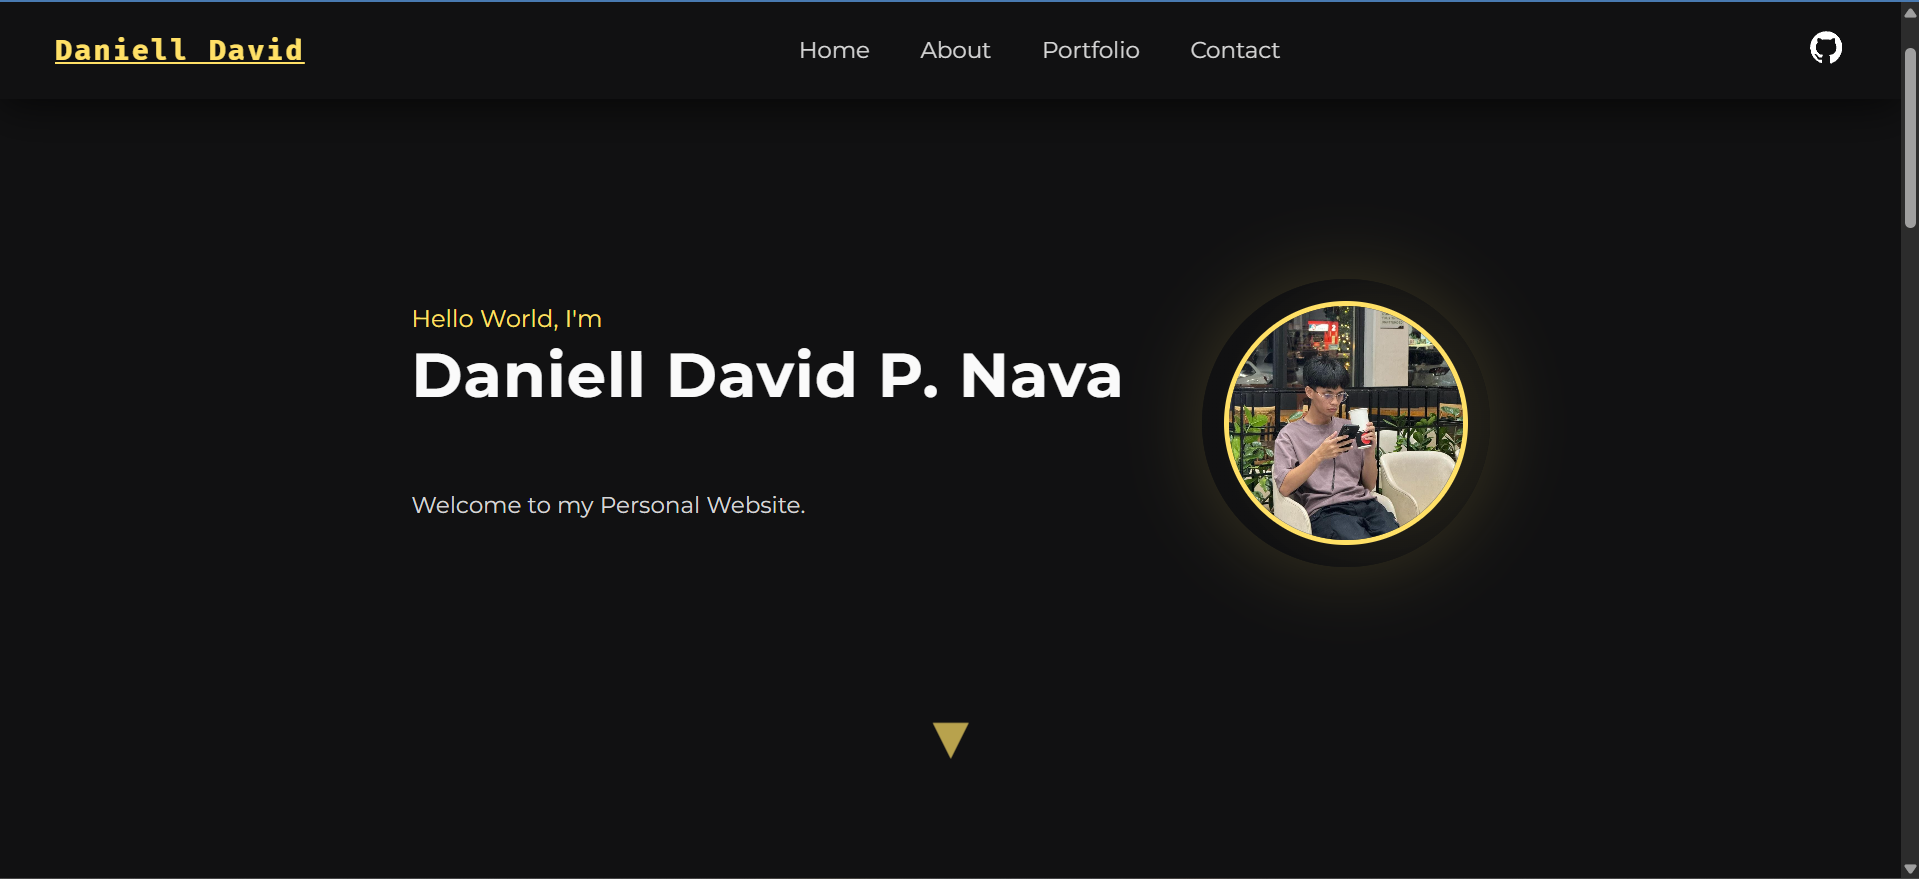 Daniell David
Home About Portfolio Contact
Hello World, I'm
Daniell David P. Nava
Welcome to my Personal Website.